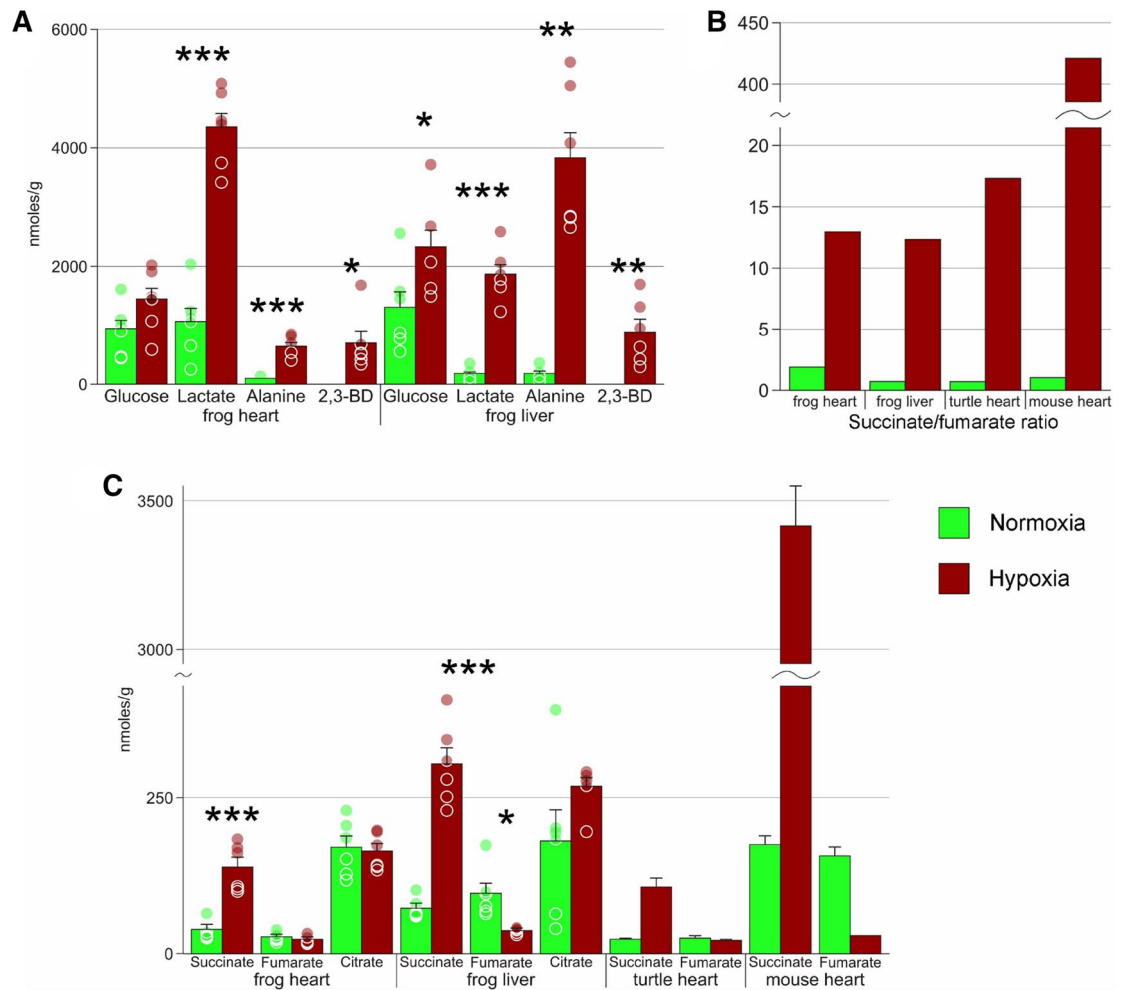 A
nmoles/g
6000
4000
2000
0
***
***
*
*
***
**
**
Glucose Lactate Alanine 2,3-BD Glucose Lactate Alanine 2,3-BD
frog heart frog liver
B
450
400
20
15
10
5
0
frog heart frog liver turtle heart mouse heart
Succinate/fumarate ratio
C
nmoles/g
3500
3000
250
0
***
***
*
Succinate Fumarate Citrate Succinate Fumarate Citrate Succinate Fumarate Succinate Fumarate
frog heart frog liver turtle heart mouse heart
Normoxia
Hypoxia